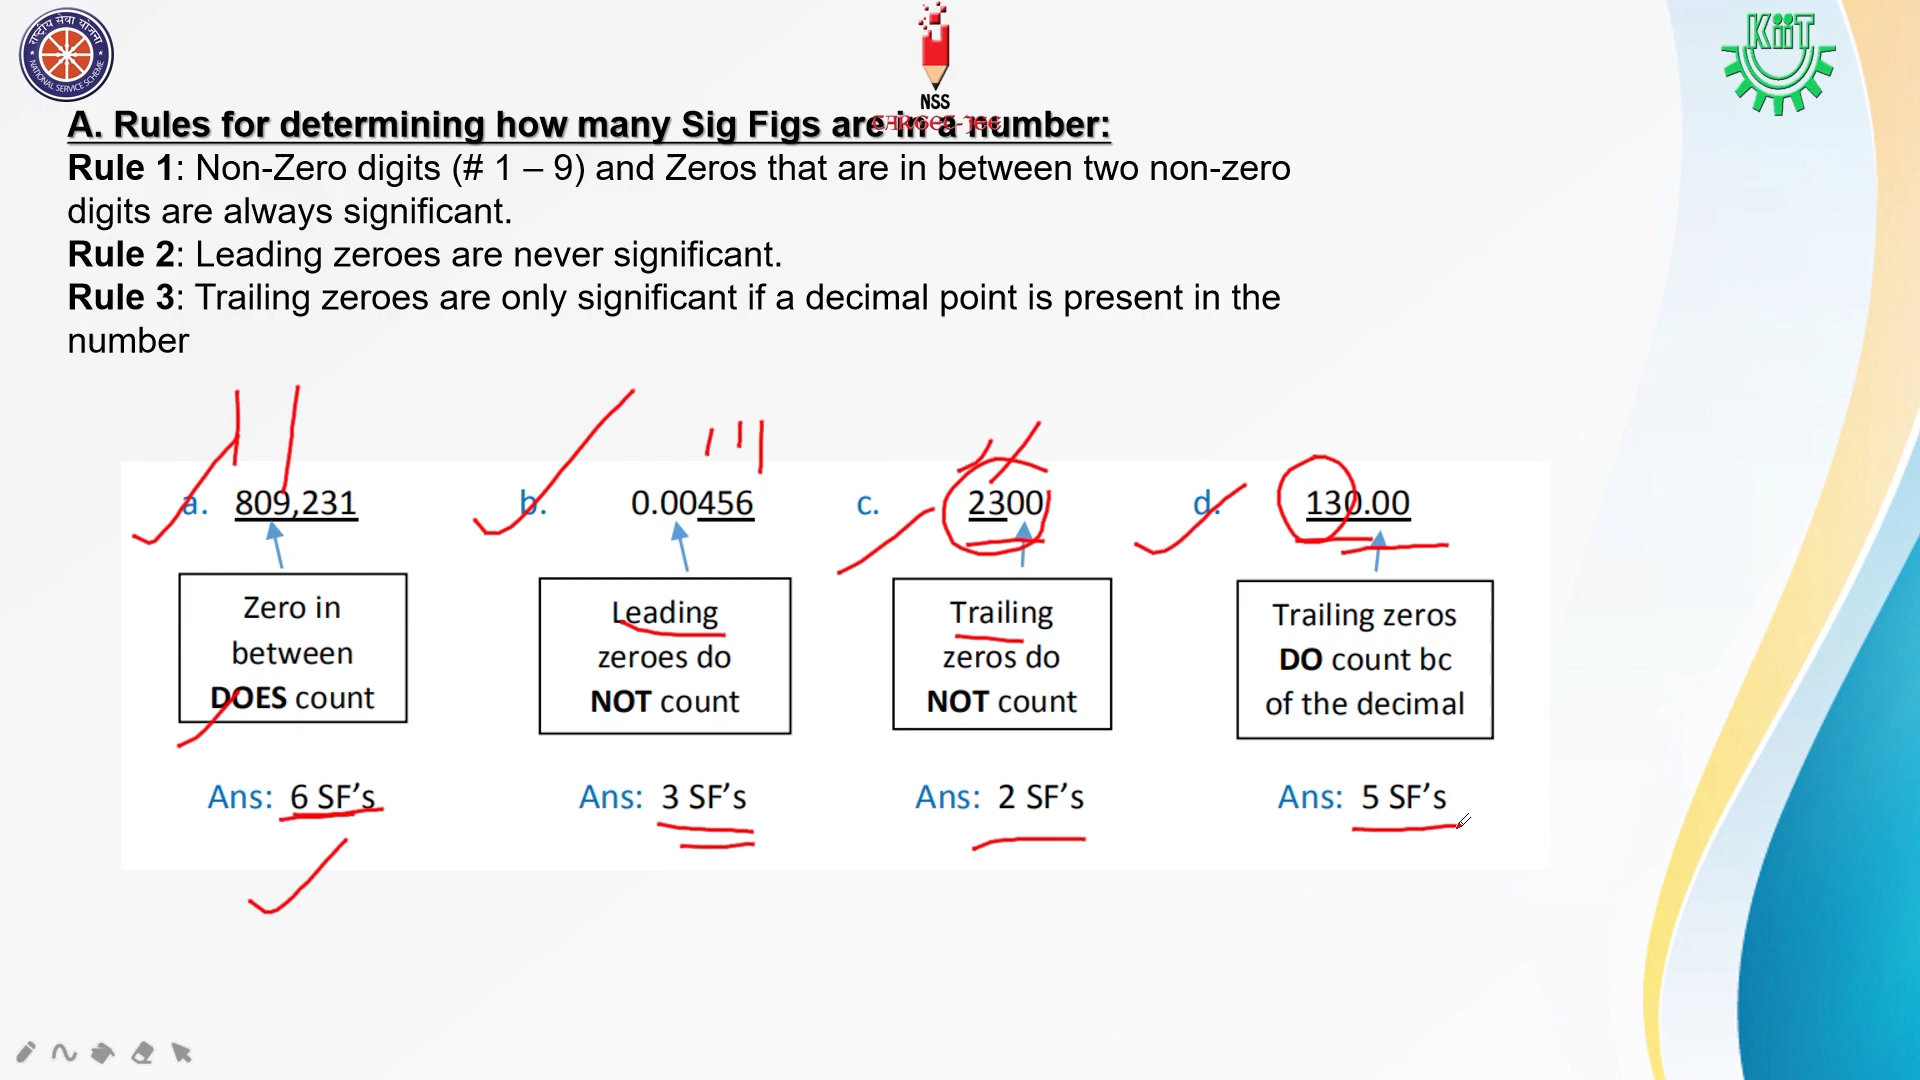 राष्ट्रीय सेवा योजना
NATIONAL SERVICE SCHEME
NSS
KiiT
A. Rules for determining how many Sig Figs are in a number:
Rule 1: Non-Zero digits (# 1 – 9) and Zeros that are in between two non-zero
digits are always significant.
Rule 2: Leading zeroes are never significant.
Rule 3: Trailing zeroes are only significant if a decimal point is present in the
number
a. 809,231
b. 0.00456
c. 2300
d. 130.00
Zero in
between
DOES count
Leading
zeroes do
NOT count
Trailing
zeros do
NOT count
Trailing zeros
DO count bc
of the decimal
Ans: 6 SF’s
Ans: 3 SF’s
Ans: 2 SF’s
Ans: 5 SF’s